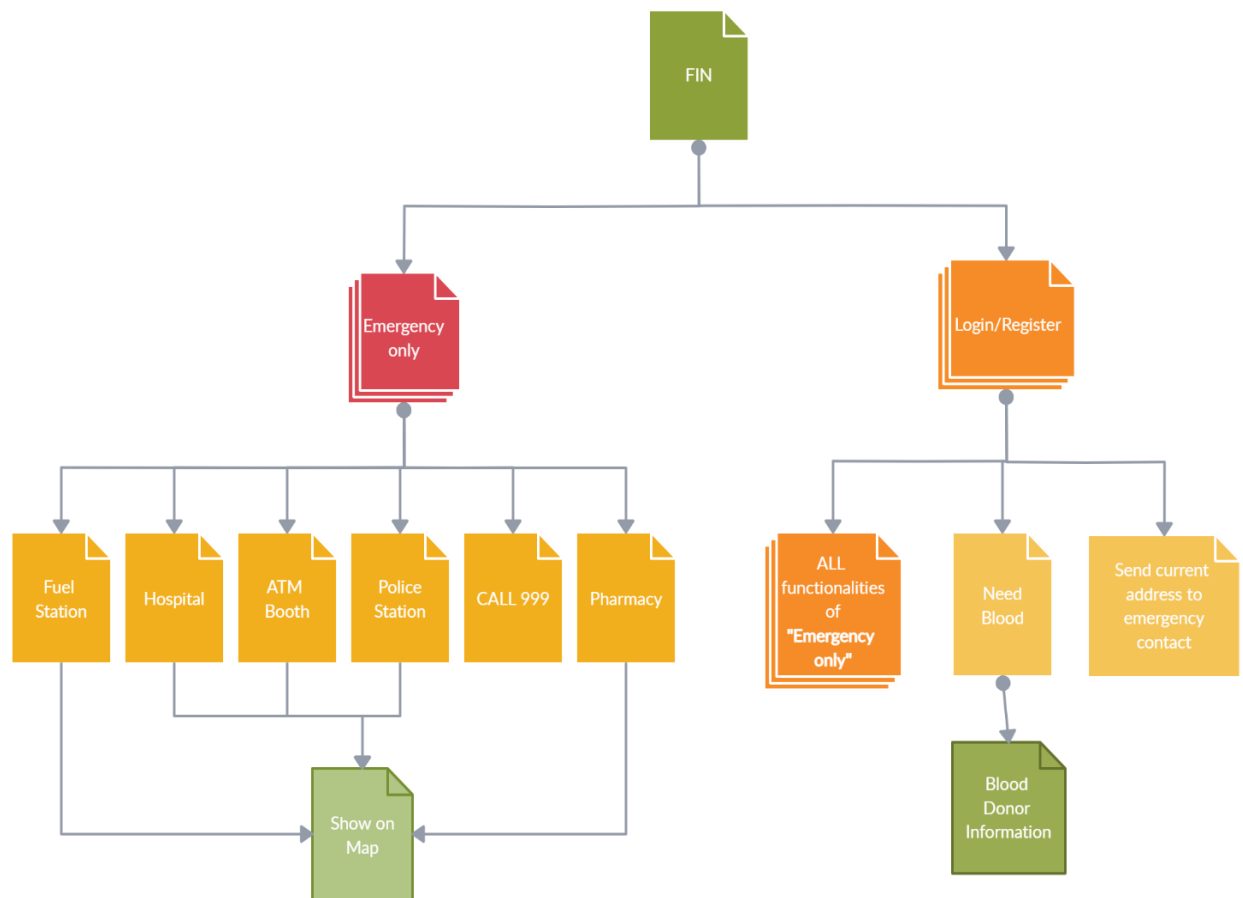 FIN
Emergency
only
Login/Register
Fuel
Station
Hospital
ATM
Booth
Police
Station
CALL 999
Pharmacy
ALL
functionalities
of
"Emergency
only"
Need
Blood
Send current
address to
emergency
contact
Show on
Map
Blood
Donor
Information